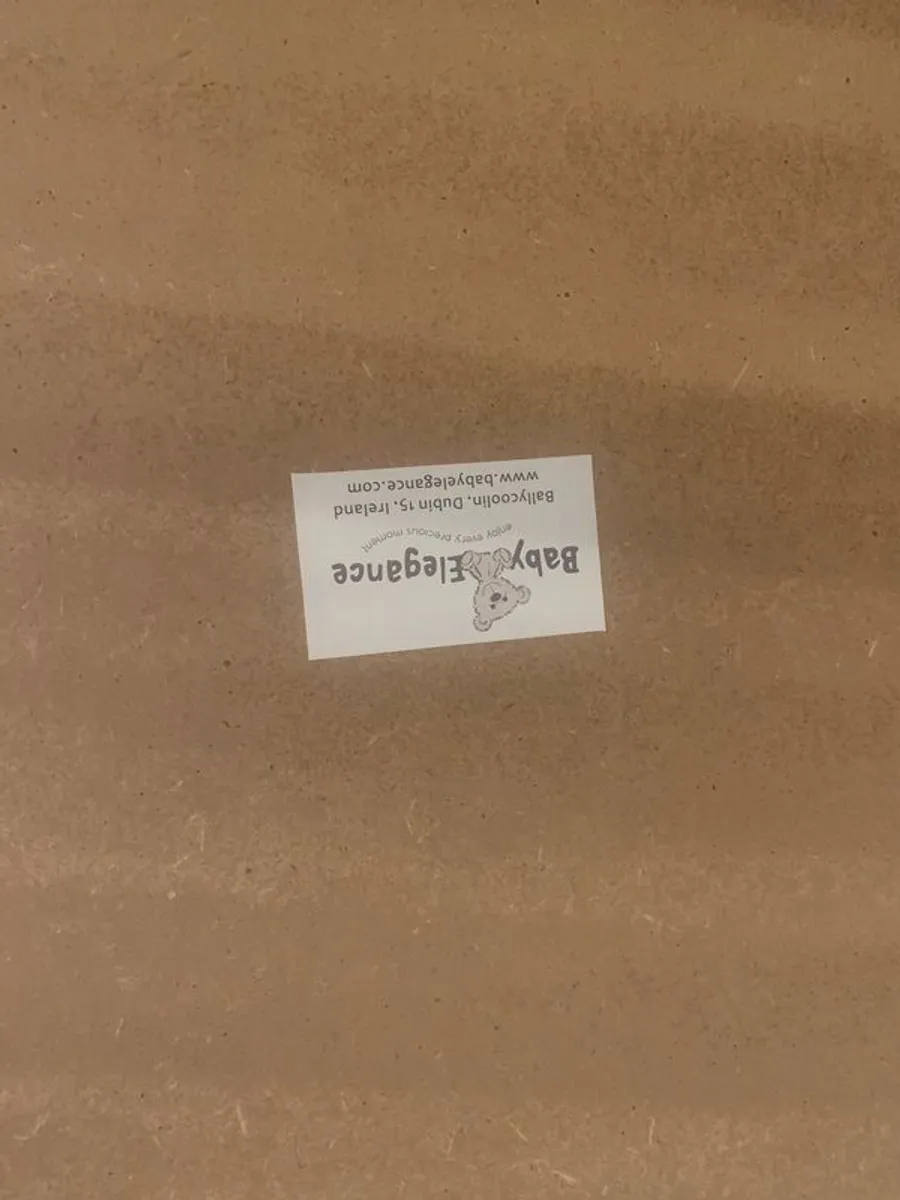 Baby Elegance
enjoy every precious moment
Ballycoolin, Dubin 15, Ireland
www.babyelegance.com